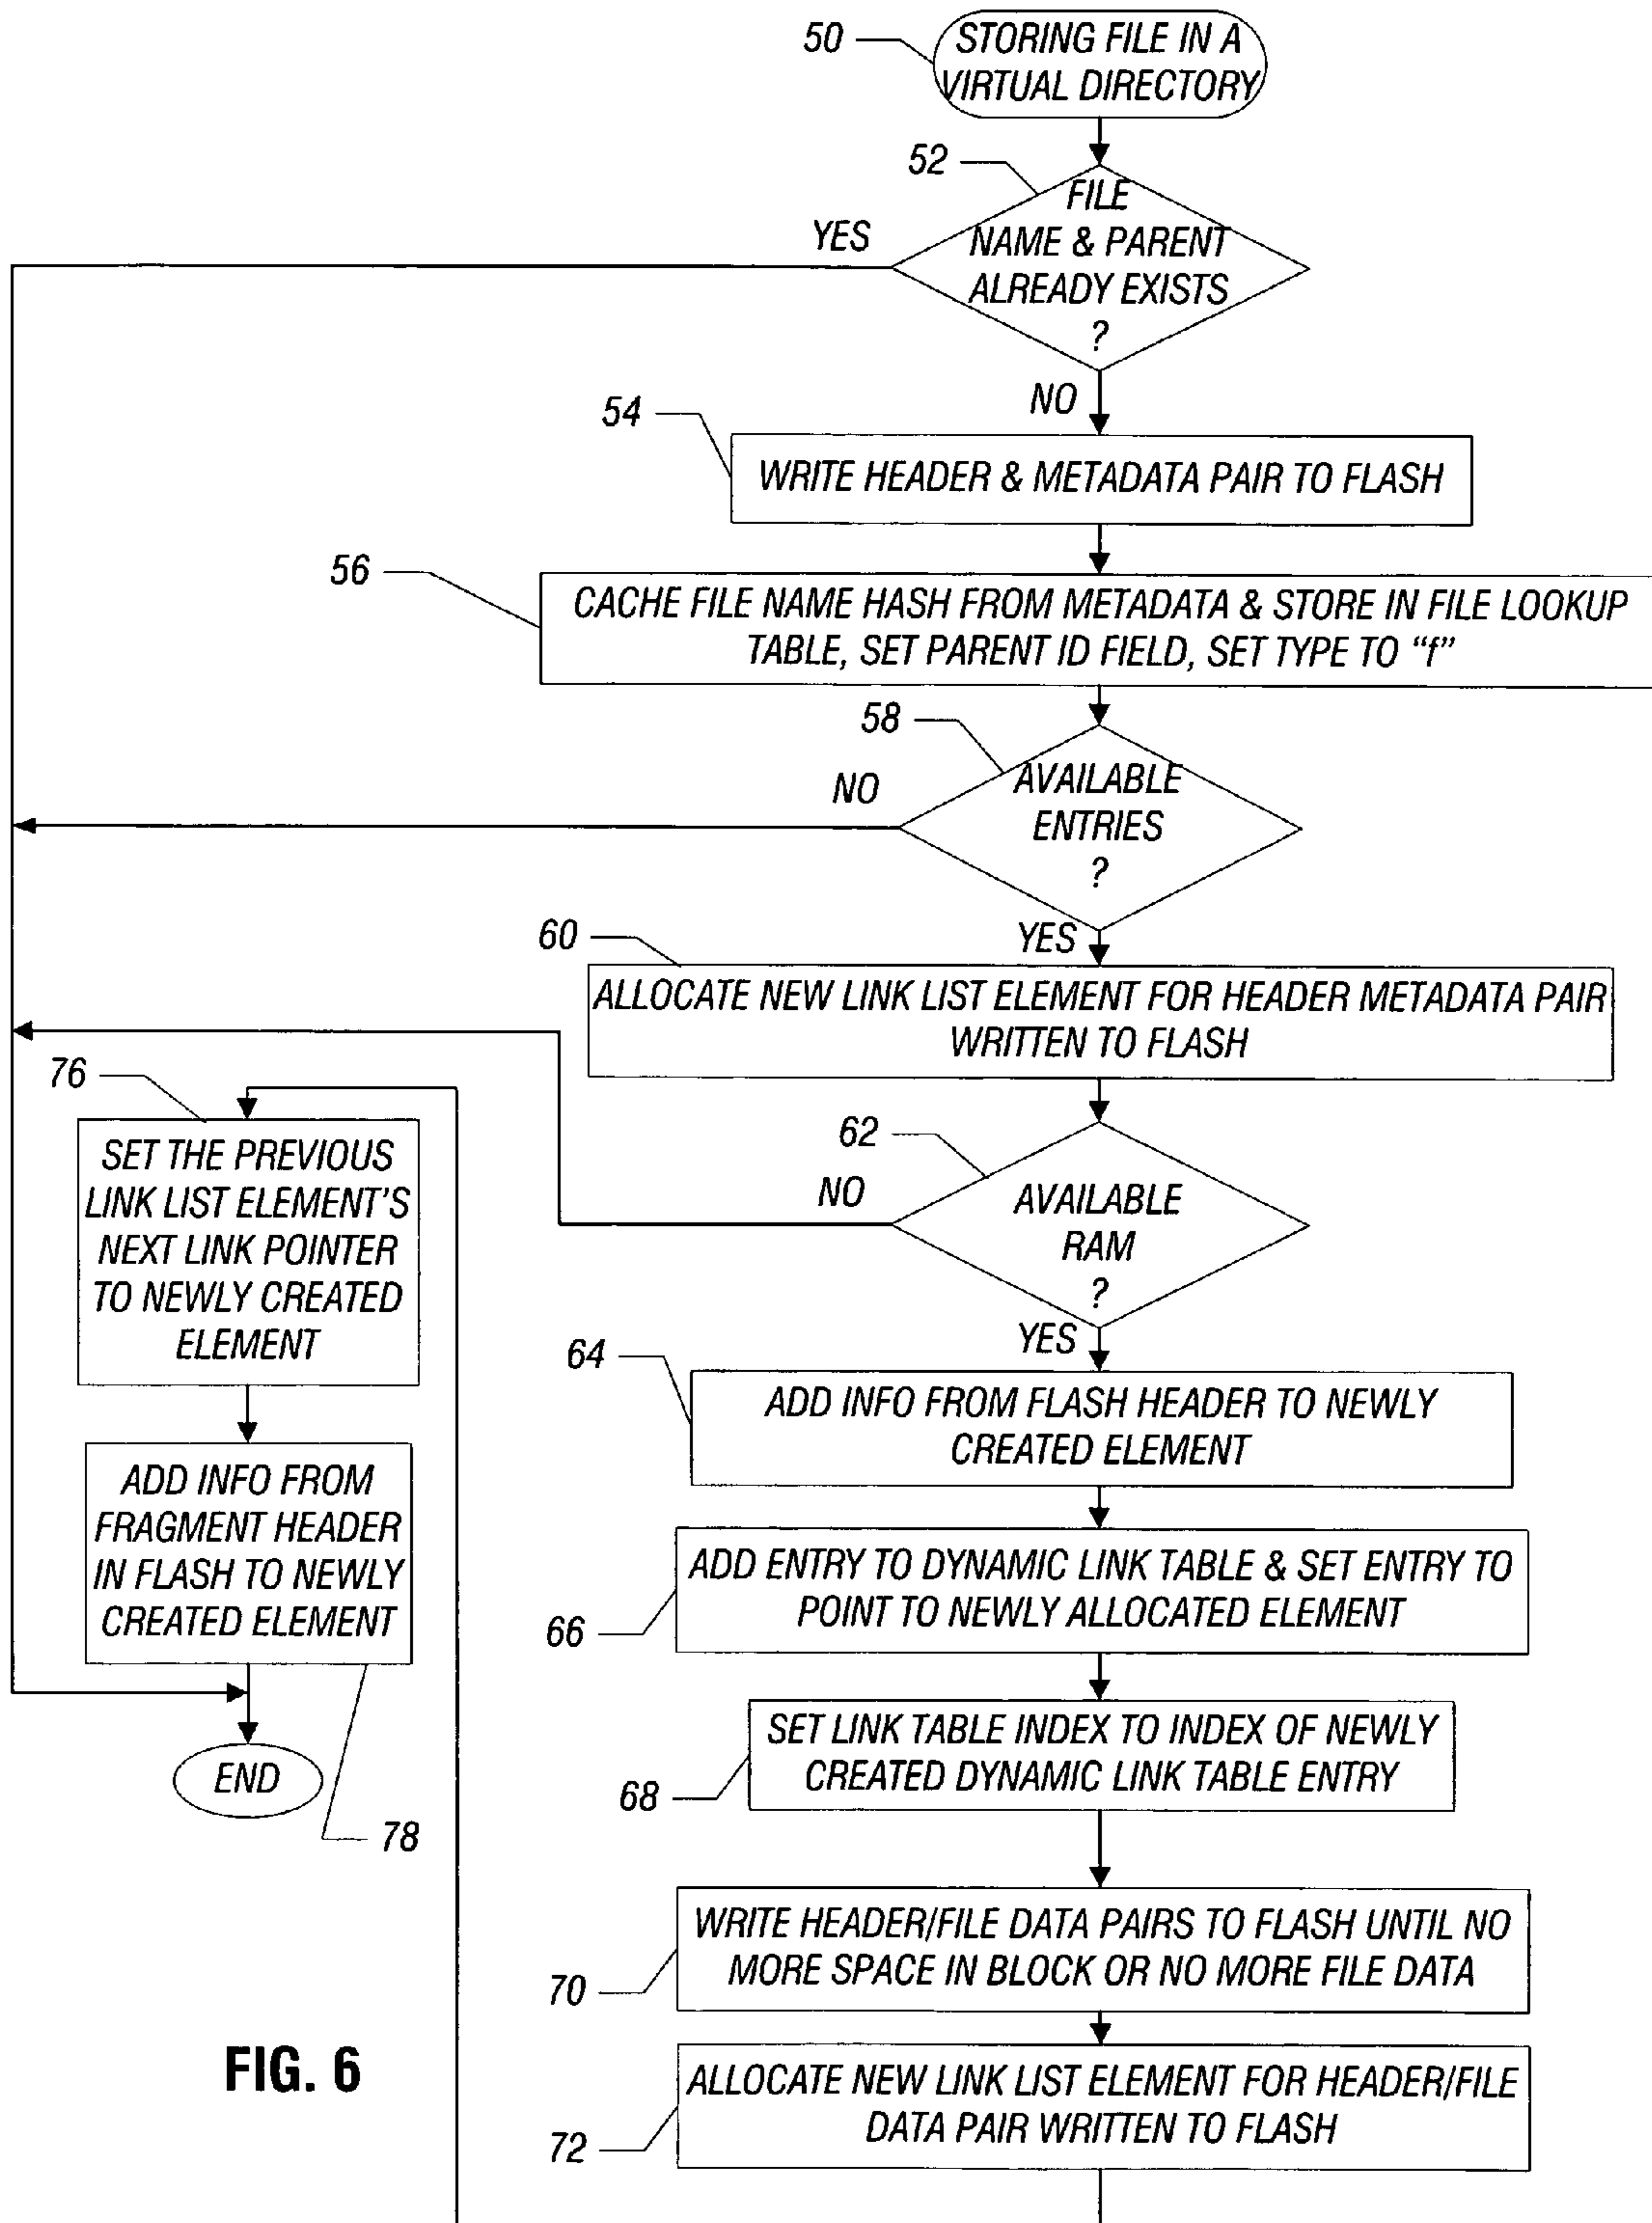 50
STORING FILE IN A
VIRTUAL DIRECTORY
52
FILE
NAME & PARENT
ALREADY EXISTS
?
YES
NO
54
WRITE HEADER & METADATA PAIR TO FLASH
56
CACHE FILE NAME HASH FROM METADATA & STORE IN FILE LOOKUP
TABLE, SET PARENT ID FIELD, SET TYPE TO “f”
58
AVAILABLE
ENTRIES
?
NO
YES
60
ALLOCATE NEW LINK LIST ELEMENT FOR HEADER METADATA PAIR
WRITTEN TO FLASH
62
AVAILABLE
RAM
?
NO
YES
64
ADD INFO FROM FLASH HEADER TO NEWLY
CREATED ELEMENT
66
ADD ENTRY TO DYNAMIC LINK TABLE & SET ENTRY TO
POINT TO NEWLY ALLOCATED ELEMENT
68
SET LINK TABLE INDEX TO INDEX OF NEWLY
CREATED DYNAMIC LINK TABLE ENTRY
70
WRITE HEADER/FILE DATA PAIRS TO FLASH UNTIL NO
MORE SPACE IN BLOCK OR NO MORE FILE DATA
72
ALLOCATE NEW LINK LIST ELEMENT FOR HEADER/FILE
DATA PAIR WRITTEN TO FLASH
76
SET THE PREVIOUS
LINK LIST ELEMENT'S
NEXT LINK POINTER
TO NEWLY CREATED
ELEMENT
ADD INFO FROM
FRAGMENT HEADER
IN FLASH TO NEWLY
CREATED ELEMENT
78
END
FIG. 6